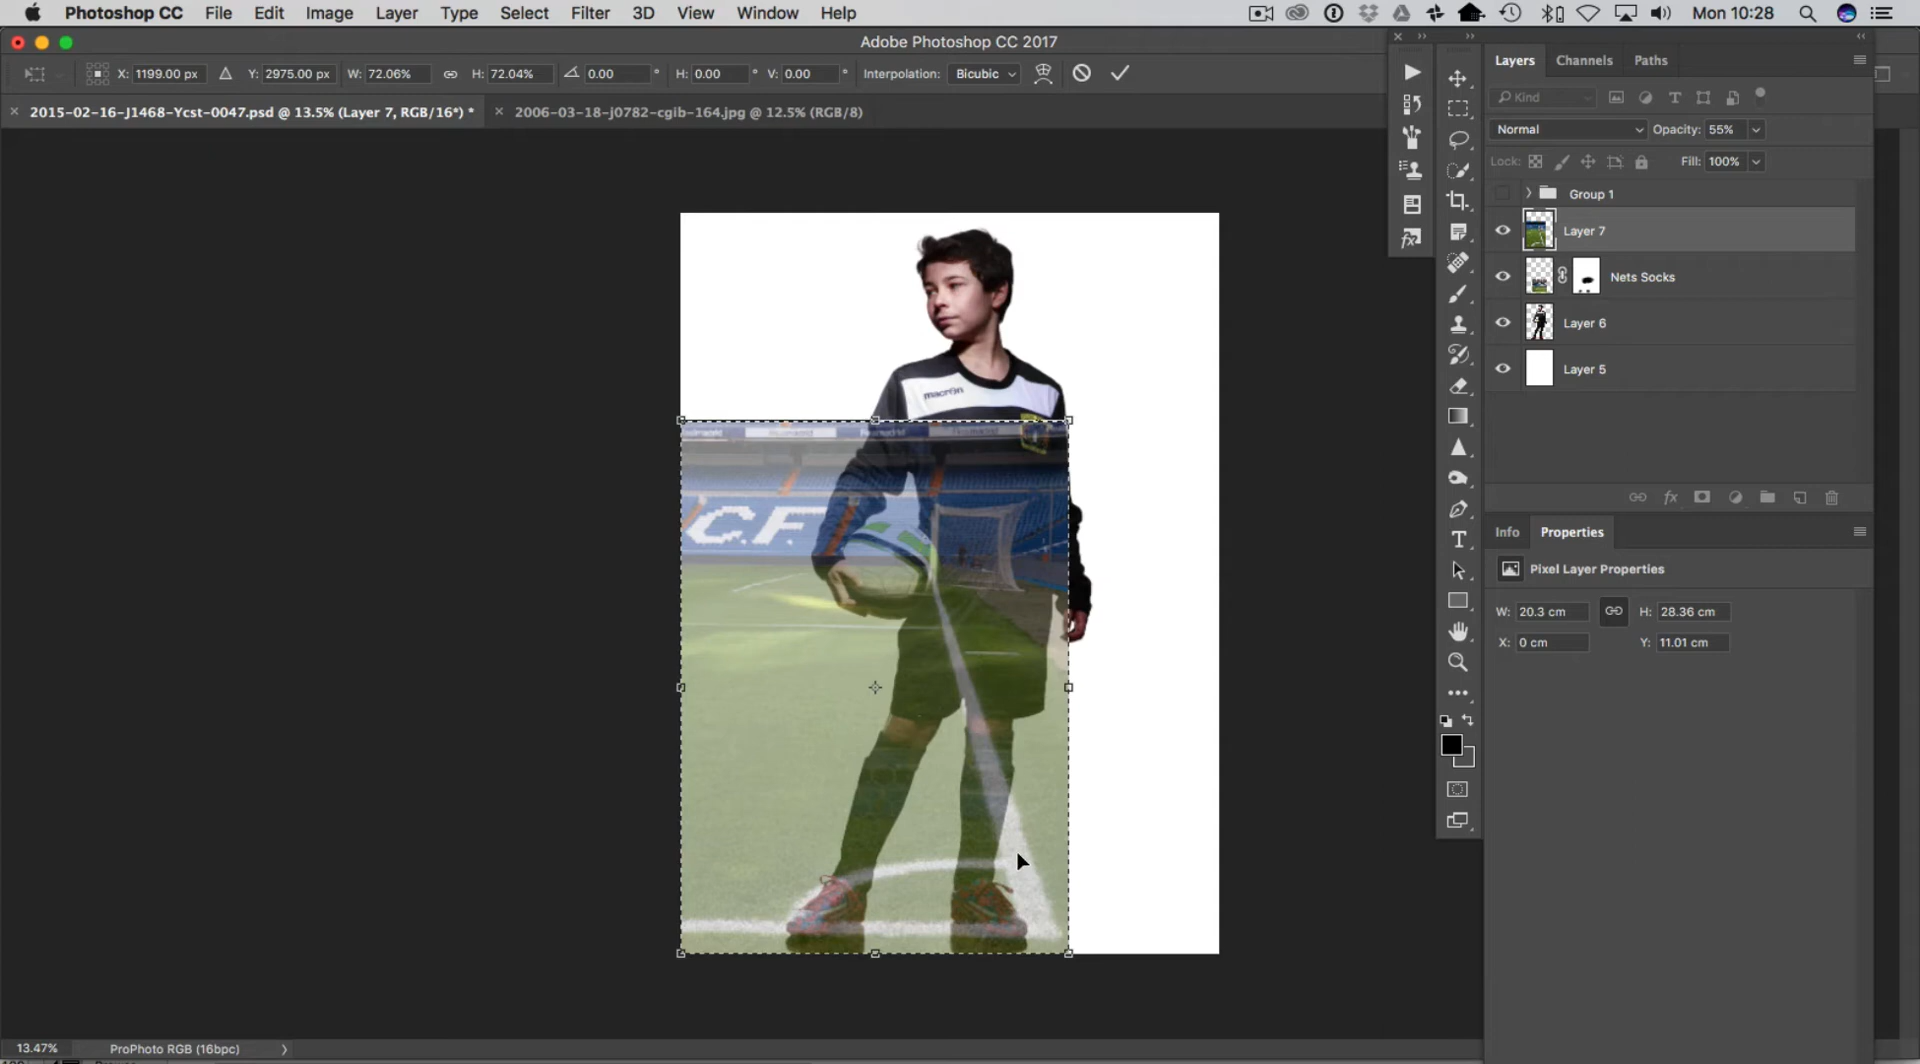 Photoshop CC File Edit Image Layer Type Select Filter 3D View Window Help Mon 10:28
Adobe Photoshop CC 2017
X: 1199.00 px Y: 2975.00 px W: 72.06% H: 72.04% 0.00 ° H: 0.00 ° V: 0.00 ° Interpolation: Bicubic
2015-02-16-J1468-Ycst-0047.psd @ 13.5% (Layer 7, RGB/16*) * 2006-03-18-j0782-cgib-164.jpg @ 12.5% (RGB/8)
Layers Channels Paths
Kind
Normal Opacity: 55%
Lock: Fill: 100%
Group 1
Layer 7
Nets Socks
Layer 6
Layer 5
fx
fx
T
T
macron
C.F.
Info Properties
Pixel Layer Properties
W: 20.3 cm H: 28.36 cm
X: 0 cm Y: 11.01 cm
13.47% ProPhoto RGB (16bpc)